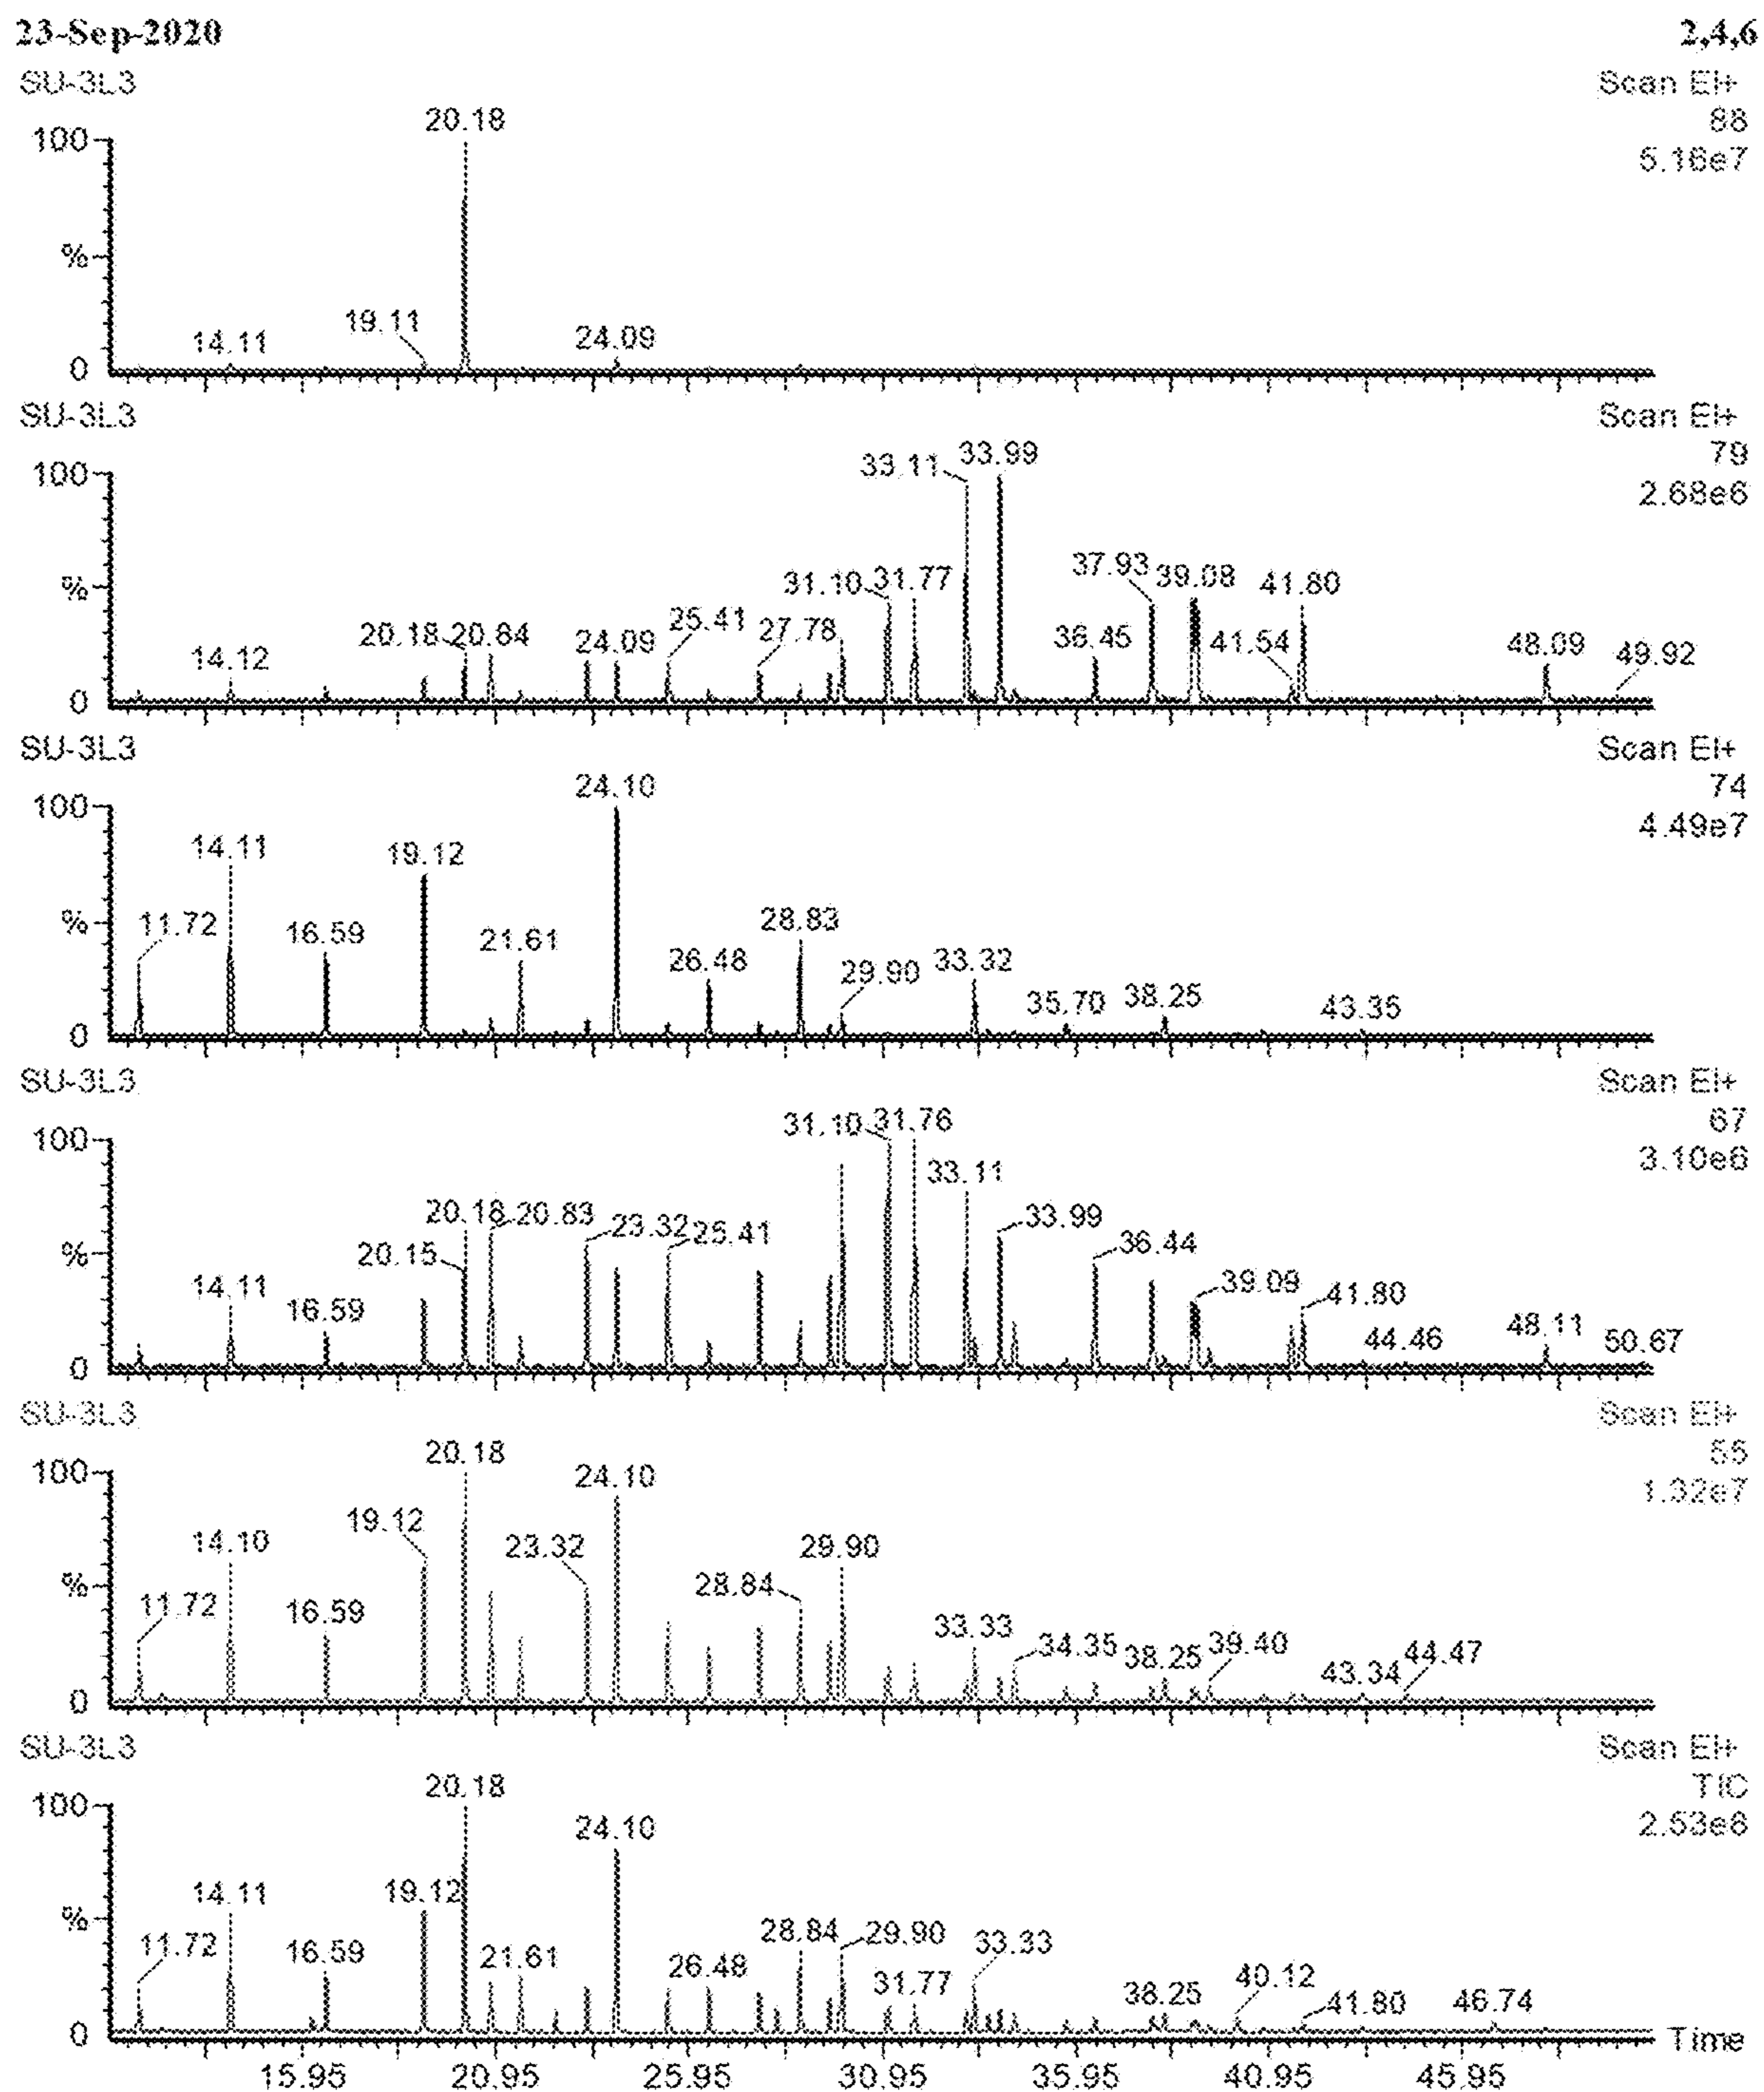 23-Sep-2020 2,4,6
SU-3L3 Scan EI+
88
5.16e7
20.18
100
%
19.11
14.11 24.09
0
SU-3L3 Scan EI+
79
2.68e6
100
33.11 33.99
%
37.93 39.08 41.80
31.10 31.77
25.41 27.78
20.18 20.84 24.09 36.45 41.54 48.09 49.92
14.12
0
SU-3L3 Scan EI+
74
4.49e7
24.10
100
14.11 19.12
%
11.72 16.59 21.61 28.83
26.48 29.90 33.32
35.70 38.25 43.35
0
SU-3L3 Scan EI+
67
3.10e6
100
31.10 31.76
33.11
20.18 20.83 23.32 25.41 33.99
%
20.15 36.44
14.11 16.59 39.09 41.80
44.46 48.11 50.67
0
SU-3L3 Scan EI+
55
1.32e7
20.18
100
24.10
19.12
14.10 23.32 29.90
%
28.84
11.72 16.59
33.33 34.35 38.25 39.40
43.34 44.47
0
SU-3L3 Scan EI+
TIC
2.53e8
20.18
100
24.10
14.11 19.12
%
11.72 16.59 21.61 28.84 29.90 33.33
26.48 31.77
38.25 40.12 41.80 46.74
0
Time
15.95 20.95 25.95 30.95 35.95 40.95 45.95